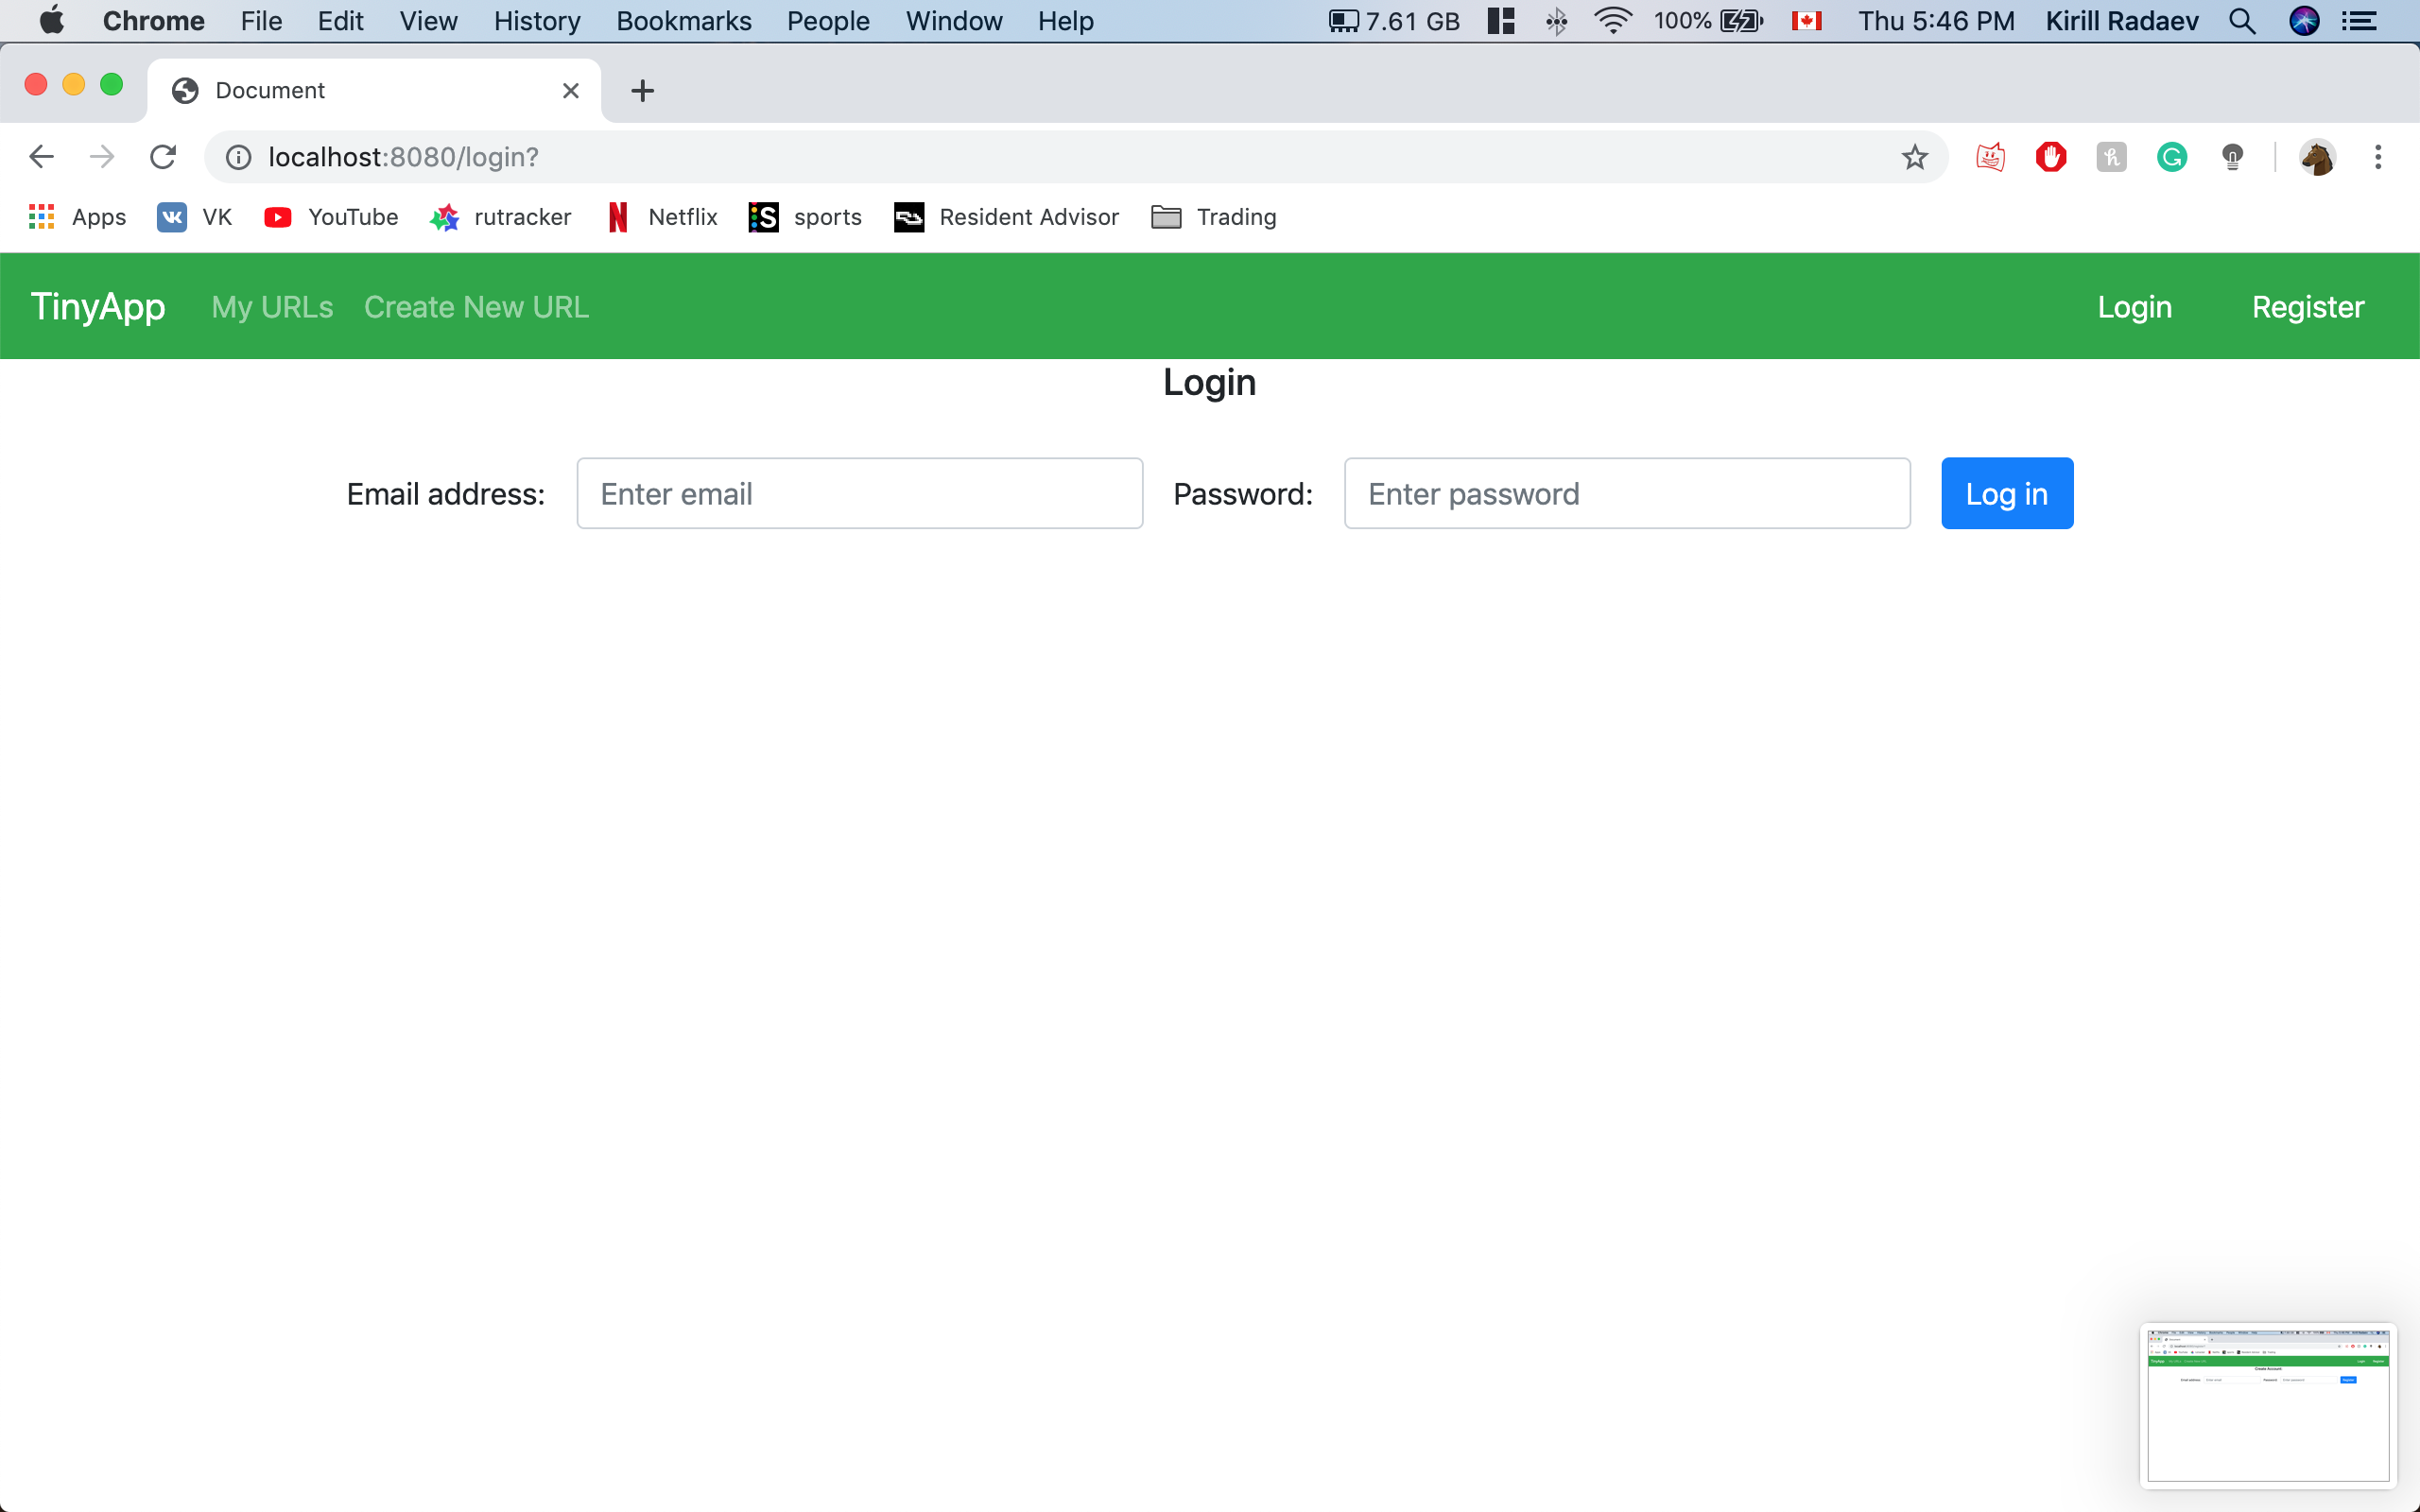 Chrome File Edit View History Bookmarks People Window Help 7.61 GB 100% Thu 5:46 PM Kirill Radaev
Document
localhost:8080/login?
Apps VK YouTube rutracker Netflix sports Resident Advisor Trading
TinyApp My URLs Create New URL Login Register
Login
Email address: Enter email Password: Enter password Log in
Create Account